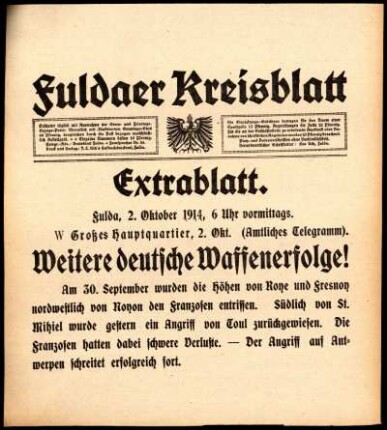 Fuldaer Kreisblatt
Extrablatt.
Fulda, 2. Oktober 1914, 6 Uhr vormittags.
W Großes Hauptquartier, 2. Okt. (Amtliches Telegramm).
Weitere deutsche Waffenerfolge!
Am 30. September wurden die Höhen von Roye und Fresnoy
nordwestlich von Noyon den Franzosen entrissen. Südlich von St.
Mihiel wurde gestern ein Angriff von Toul zurückgewiesen. Die
Franzosen hatten dabei schwere Verluste. — Der Angriff auf Ant-
werpen schreitet erfolgreich fort.